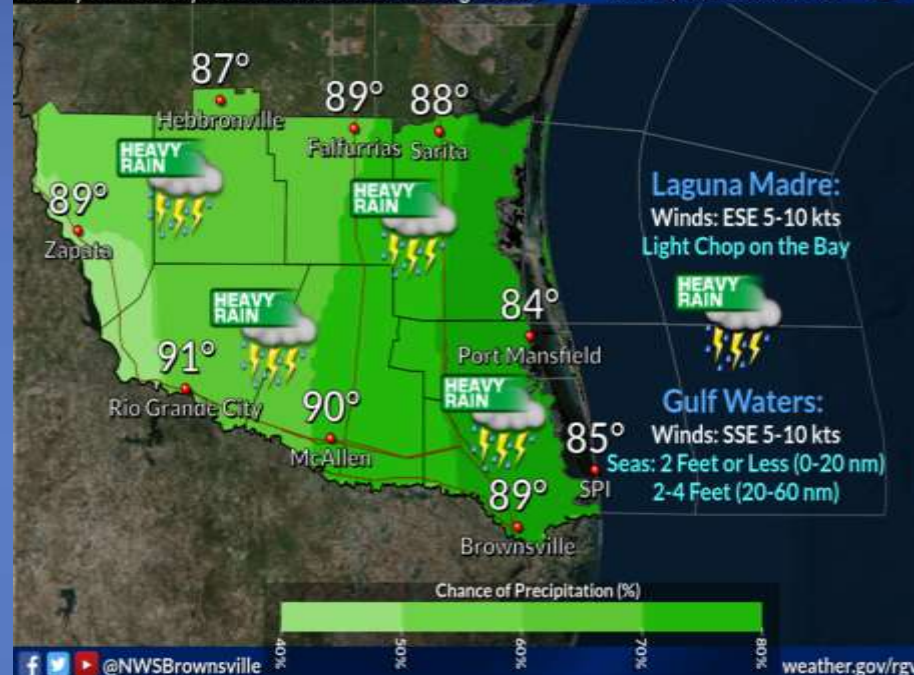 87°
Hebbronville
89°
Falfurrias
88°
Sarita
HEAVY
RAIN
HEAVY
RAIN
89°
Zapata
Laguna Madre:
Winds: ESE 5-10 kts
Light Chop on the Bay
HEAVY
RAIN
HEAVY
RAIN
84°
Port Mansfield
91°
Rio Grande City
90°
McAllen
HEAVY
RAIN
85°
SPI
Gulf Waters:
Winds: SSE 5-10 kts
Seas: 2 Feet or Less (0-20 nm)
2-4 Feet (20-60 nm)
89°
Brownsville
Chance of Precipitation (%)
40%
50%
60%
70%
80%
@NWSBrownsville
weather.gov/rgv